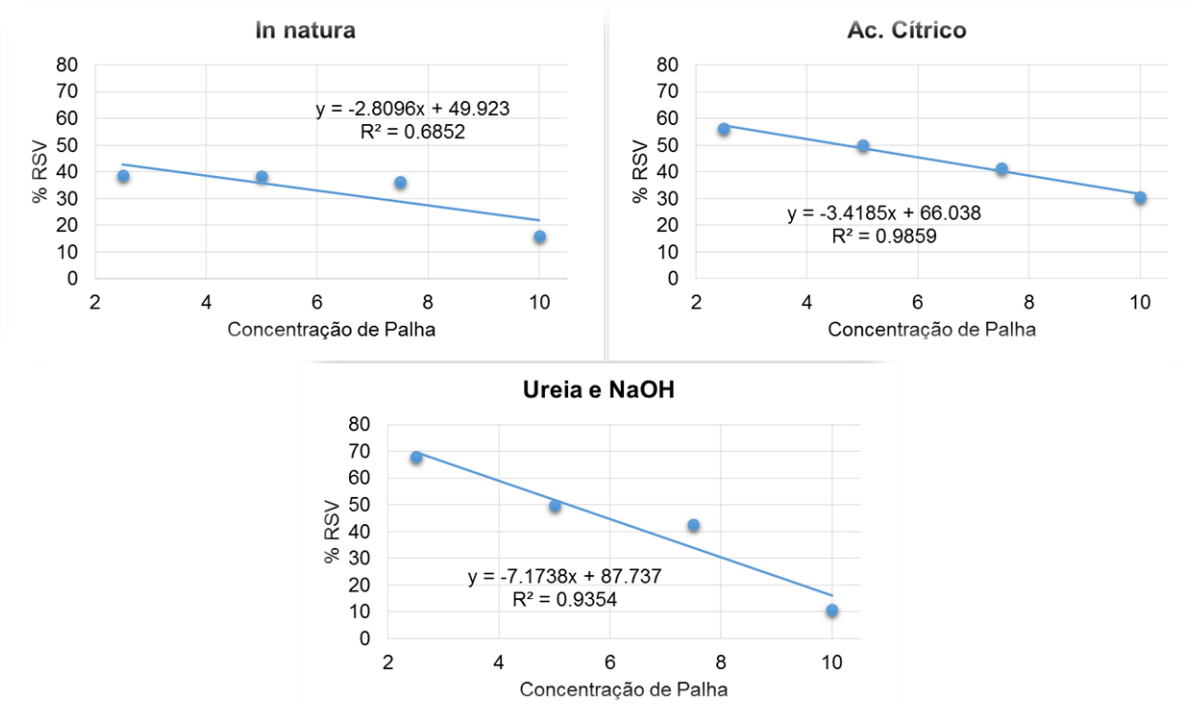 In natura
80
70
60
50
40
30
20
10
0
% RSV
y = -2.8096x + 49.923
R² = 0.6852
2 4 6 8 10
Concentração de Palha
Ac. Cítrico
80
70
60
50
40
30
20
10
0
% RSV
y = -3.4185x + 66.038
R² = 0.9859
2 4 6 8 10
Concentração de Palha
Ureia e NaOH
80
70
60
50
40
30
20
10
0
% RSV
y = -7.1738x + 87.737
R² = 0.9354
2 4 6 8 10
Concentração de Palha